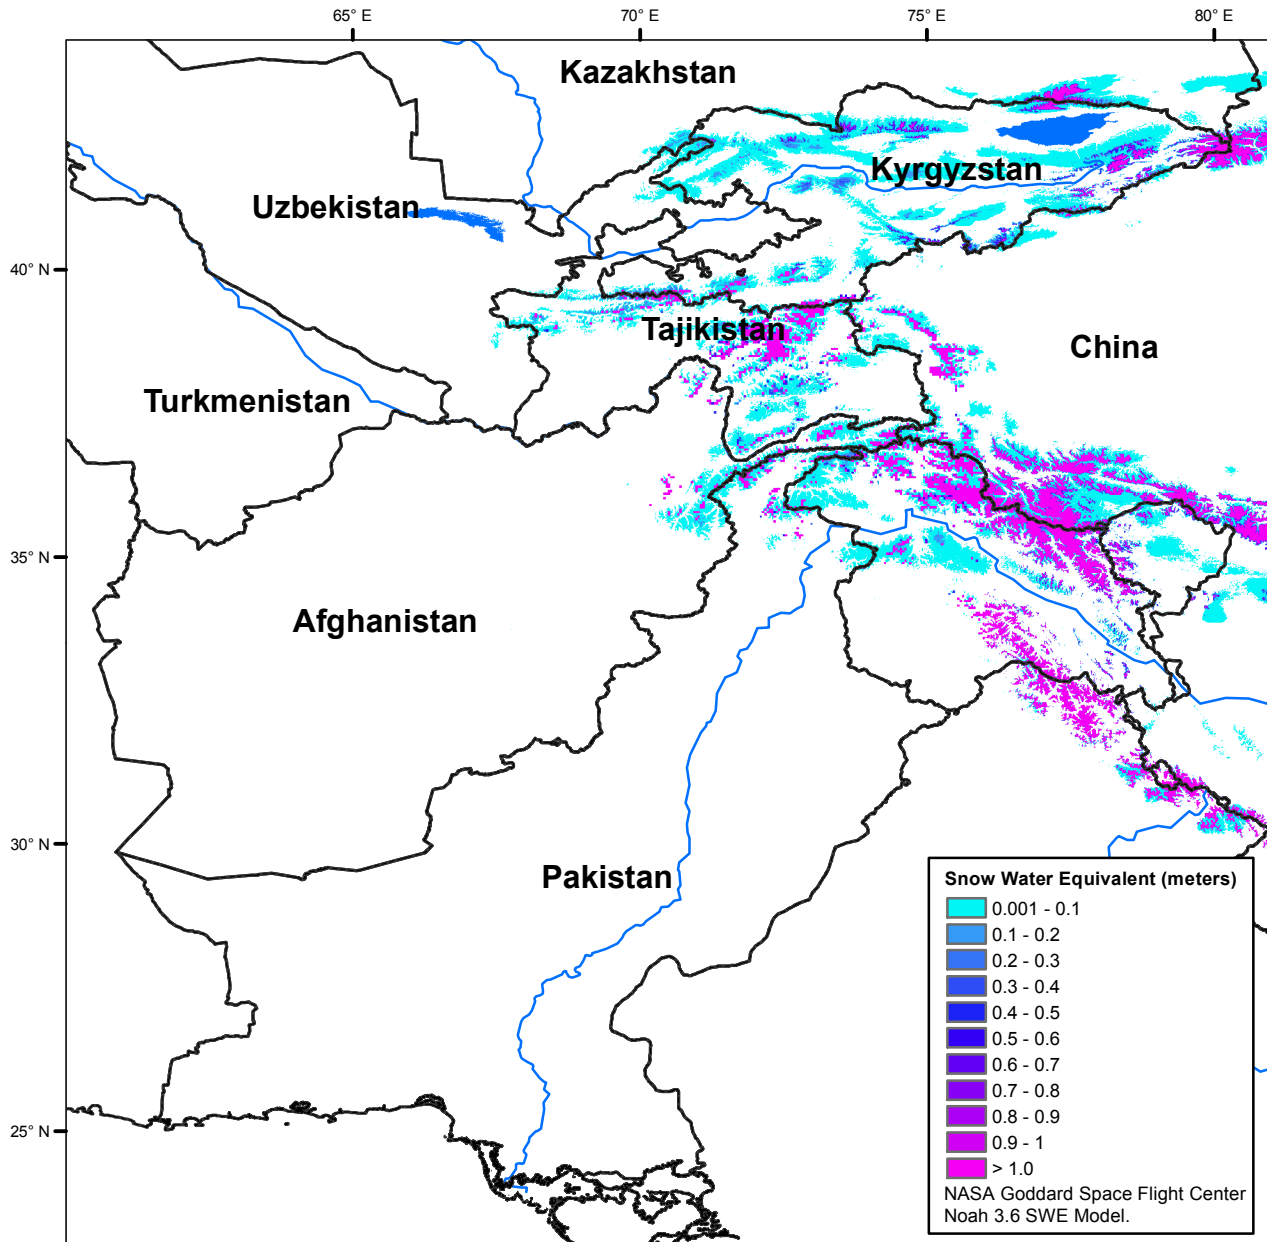 65° E
70° E
75° E
80° E
Kazakhstan
Kyrgyzstan
Uzbekistan
40° N
Tajikistan
China
Turkmenistan
35° N
Afghanistan
30° N
Pakistan
25° N
Snow Water Equivalent (meters)
0.001 - 0.1
0.1 - 0.2
0.2 - 0.3
0.3 - 0.4
0.4 - 0.5
0.5 - 0.6
0.6 - 0.7
0.7 - 0.8
0.8 - 0.9
0.9 - 1
> 1.0
NASA Goddard Space Flight Center
Noah 3.6 SWE Model.